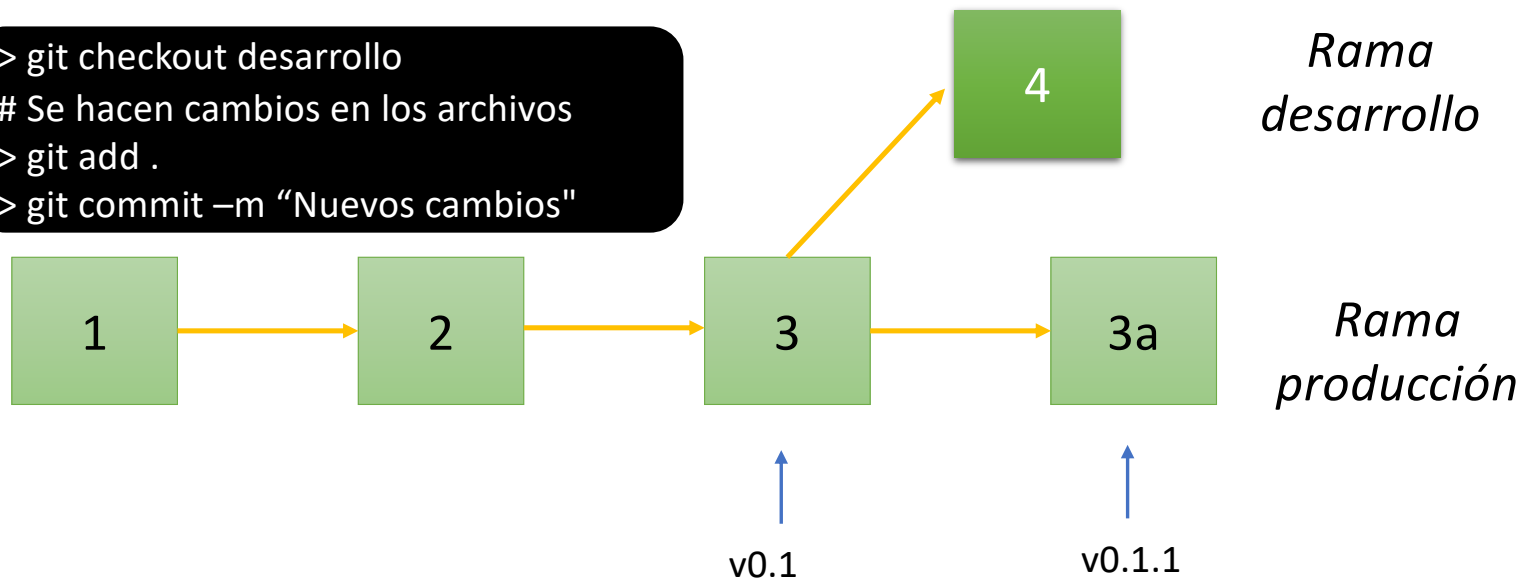 > git checkout desarrollo
# Se hacen cambios en los archivos
> git add .
> git commit –m “Nuevos cambios"
4
Rama
desarrollo
1
2
3
3a
Rama
producción
v0.1
v0.1.1